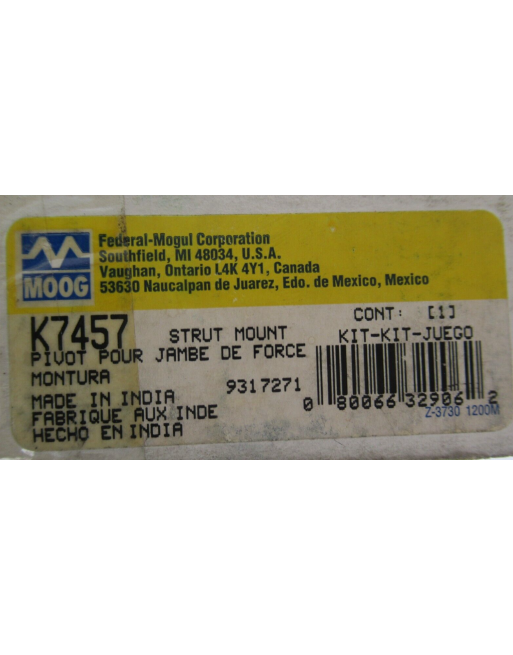 MOOG
Federal-Mogul Corporation
Southfield, MI 48034, U.S.A.
Vaughan, Ontario L4K 4Y1, Canada
53630 Naucalpan de Juarez, Edo. de Mexico, Mexico
K7457 STRUT MOUNT
CONT: [1]
KIT-KIT-JUEGO
PIVOT POUR JAMBE DE FORCE
MONTURA
9317271
MADE IN INDIA
FABRIQUE AUX INDE
HECHO EN INDIA
0 80066 32906 2
Z-3730 1200M